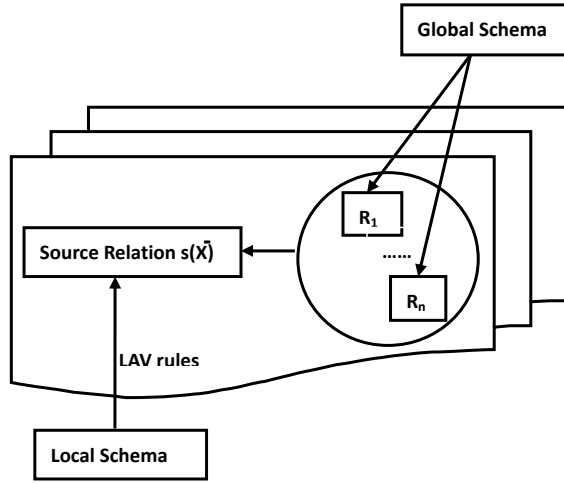 Global Schema
R₁
Source Relation s(X̄)
......
Rₙ
LAV rules
Local Schema